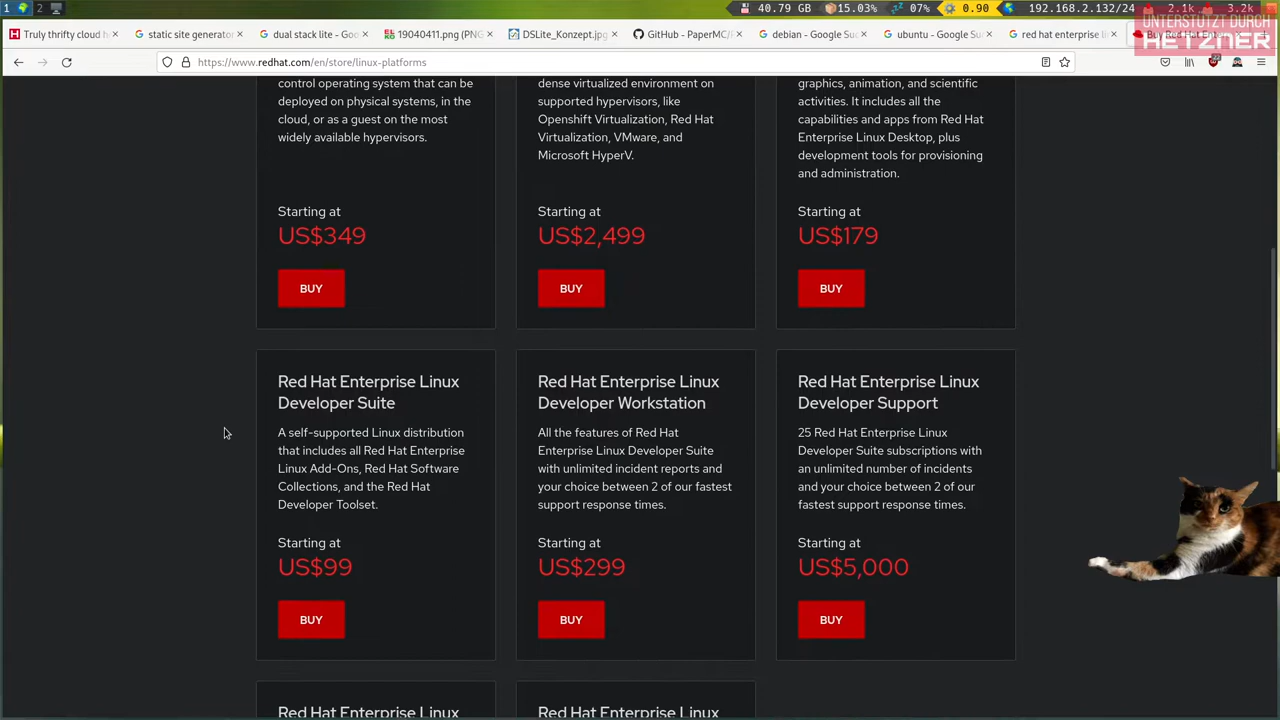 1 2 40.79 GB 15.03% 07% 0.90 192.168.2.132/24 2.1k 3.2k
UNTERSTÜTZT DURCH
HETZNER
Truly thrifty cloud h
static site generator
dual stack lite - Goo
19040411.png (PNG
DSLite_Konzept.jpg
GitHub - PaperMC/
debian - Google Suc
ubuntu - Google Su
red hat enterprise li
https://www.redhat.com/en/store/linux-platforms
control operating system that can be
deployed on physical systems, in the
cloud, or as a guest on the most
widely available hypervisors.
Starting at
US$349
BUY
dense virtualized environment on
supported hypervisors, like
Openshift Virtualization, Red Hat
Virtualization, VMware, and
Microsoft HyperV.
Starting at
US$2,499
BUY
graphics, animation, and scientific
activities. It includes all the
capabilities and apps from Red Hat
Enterprise Linux Desktop, plus
development tools for provisioning
and administration.
Starting at
US$179
BUY
Red Hat Enterprise Linux
Developer Suite
A self-supported Linux distribution
that includes all Red Hat Enterprise
Linux Add-Ons, Red Hat Software
Collections, and the Red Hat
Developer Toolset.
Starting at
US$99
BUY
Red Hat Enterprise Linux
Developer Workstation
All the features of Red Hat
Enterprise Linux Developer Suite
with unlimited incident reports and
your choice between 2 of our fastest
support response times.
Starting at
US$299
BUY
Red Hat Enterprise Linux
Developer Support
25 Red Hat Enterprise Linux
Developer Suite subscriptions with
an unlimited number of incidents
and your choice between 2 of our
fastest support response times.
Starting at
US$5,000
BUY
Red Hat Enterprise Linux
Red Hat Enterprise Linux